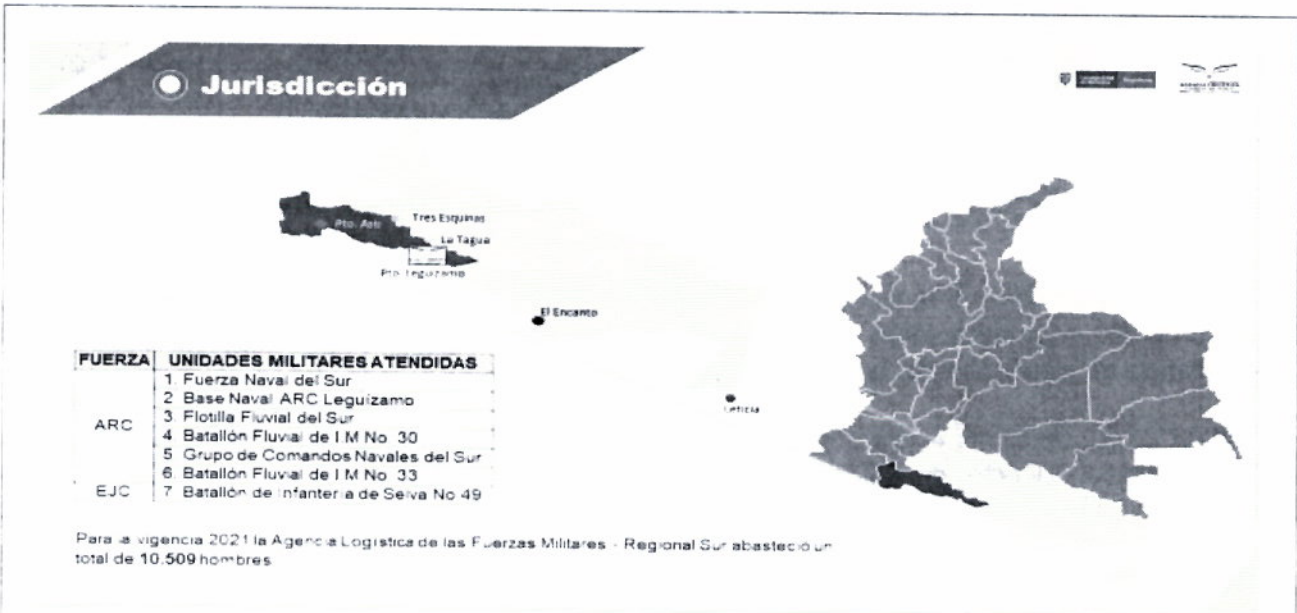 Jurisdicción
Pto. Asís
Tres Esquinas
La Tagua
Pto. Leguízamo
El Encanto
Leticia
FUERZA UNIDADES MILITARES ATENDIDAS
ARC
1. Fuerza Naval del Sur
2 Base Naval ARC Leguízamo
3. Flotilla Fluvial del Sur
4 Batallón Fluvial de I M No 30
5 Grupo de Comandos Navales del Sur
6. Batallón Fluvial de I M No 33
EJC 7 Batallón de Infantería de Selva No 49
Para la vigencia 2021 la Agencia Logística de las Fuerzas Militares - Regional Sur abasteció un
total de 10.509 hombres